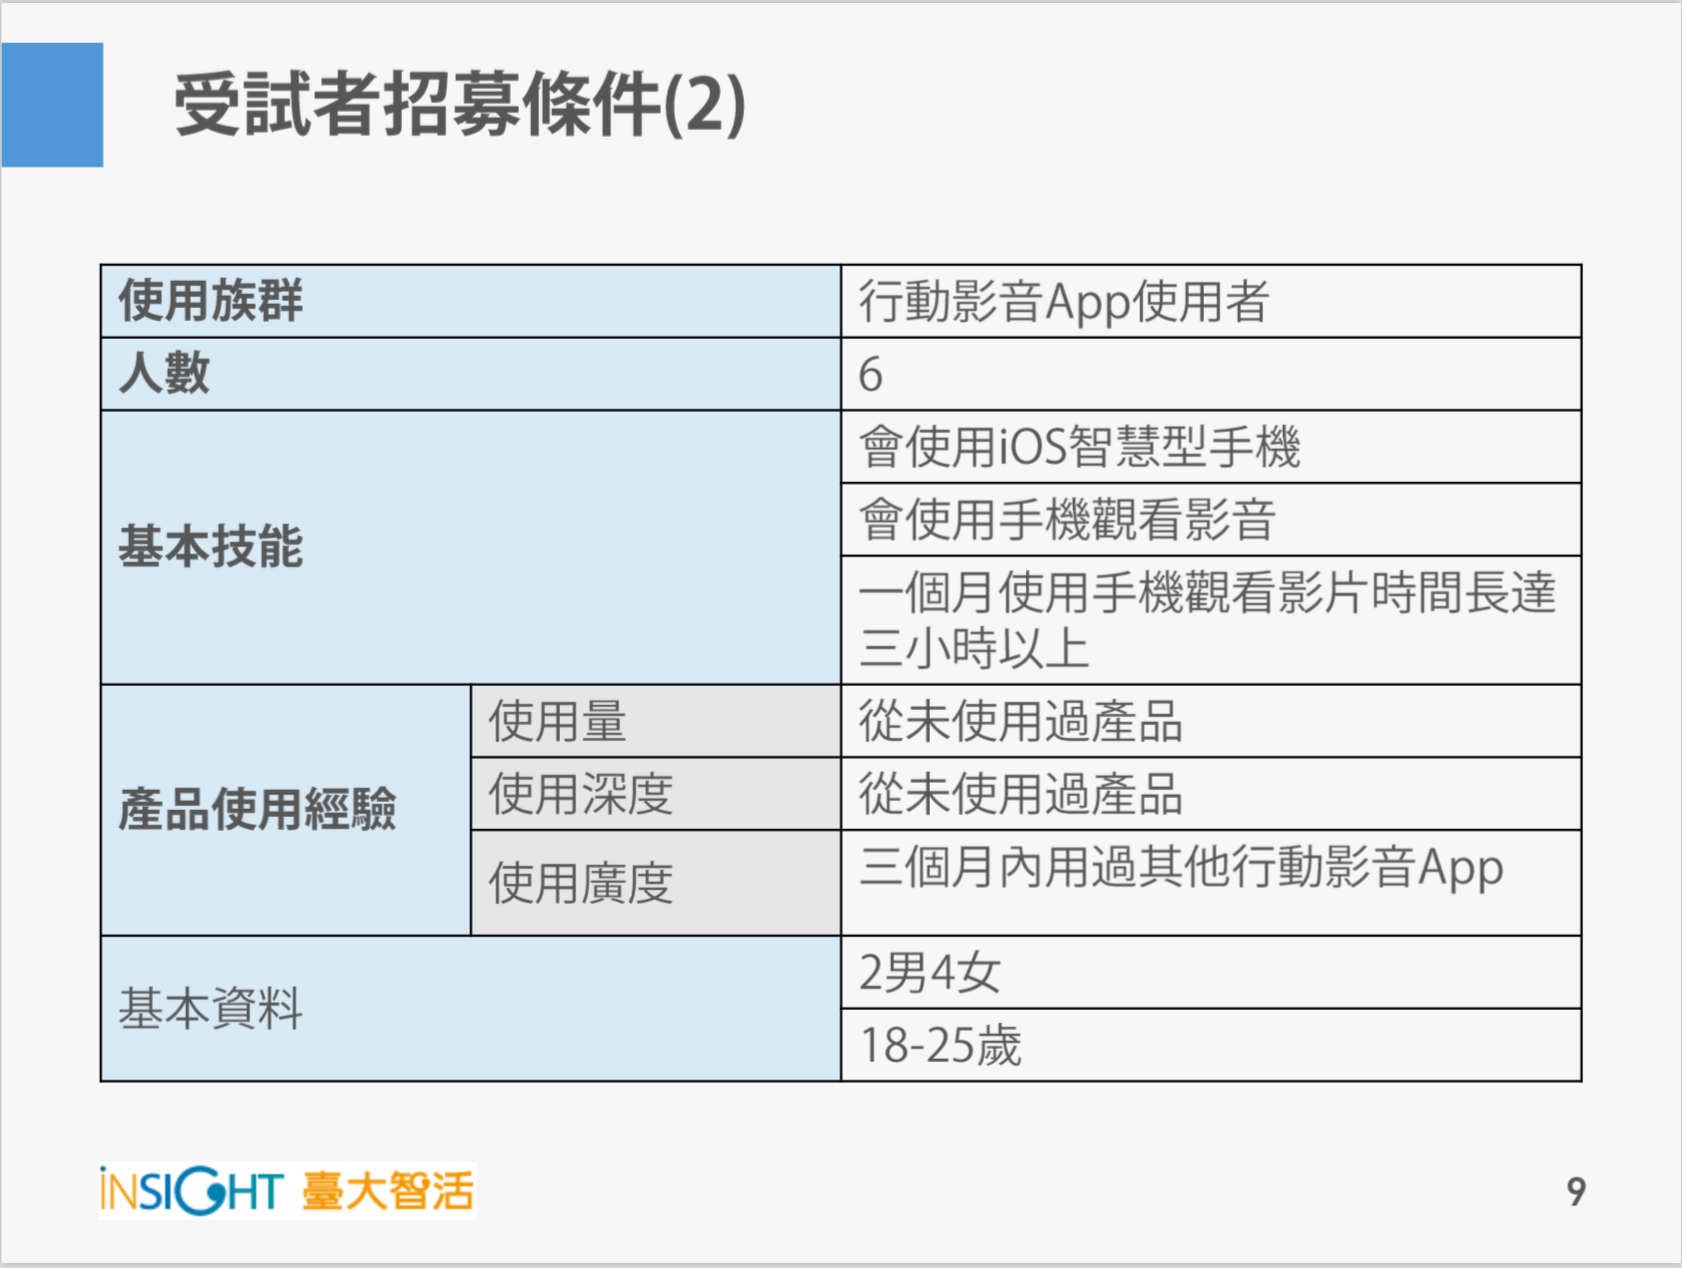 受試者招募條件(2)
使用族群
行動影音App使用者
人數
6
基本技能
會使用iOS智慧型手機
會使用手機觀看影音
一個月使用手機觀看影片時間長達
三小時以上
產品使用經驗
使用量
從未使用過產品
使用深度
從未使用過產品
使用廣度
三個月內用過其他行動影音App
基本資料
2男4女
18-25歲
iNSIGHT 臺大智活
9